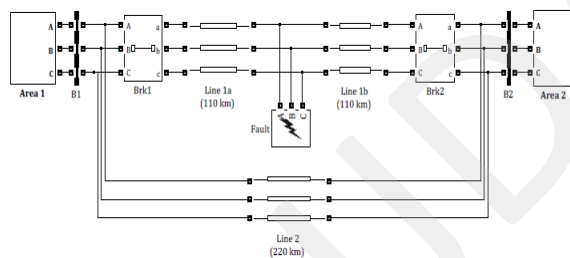 A A a A a A
B B b B b B
C C c C c C
Area 1 B1 Brk1 Line 1a Line 1b Brk2 B2 Area 2
(110 km) (110 km)
A B C
Fault
Line 2
(220 km)